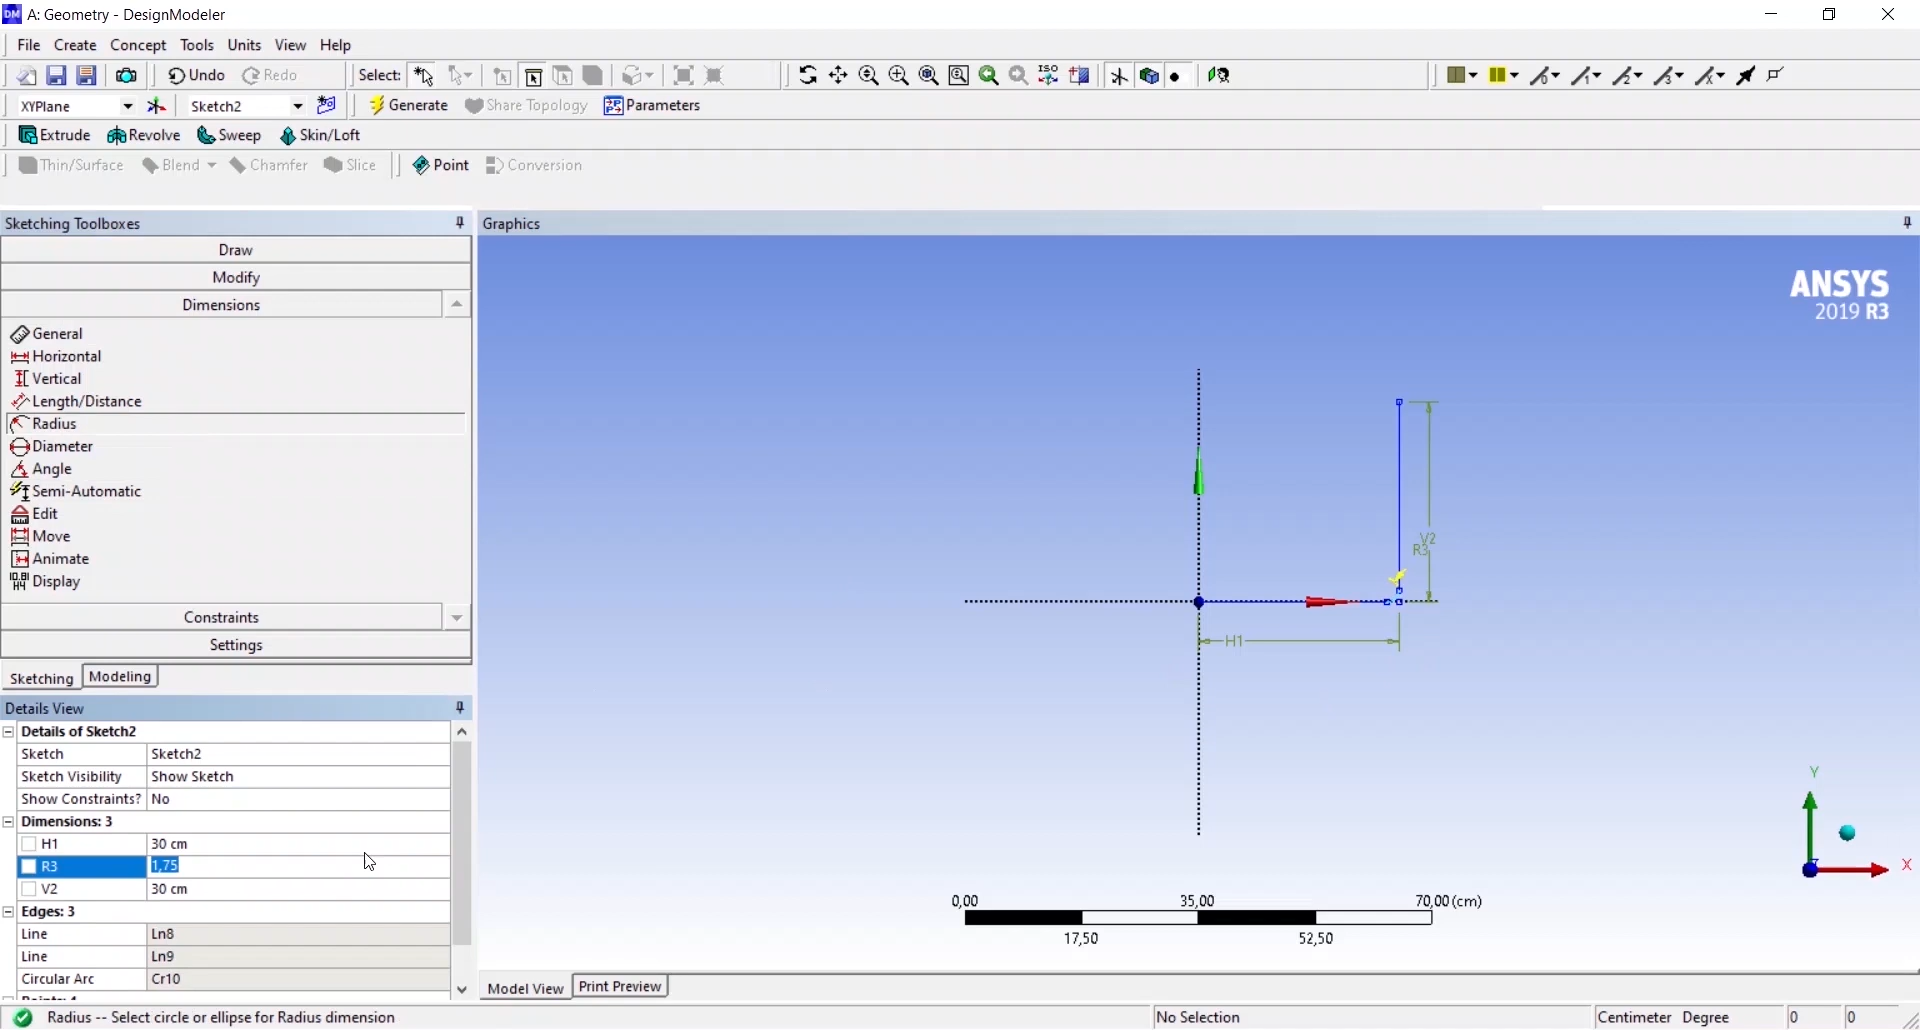 DM A: Geometry - DesignModeler
File Create Concept Tools Units View Help
Undo Redo Select: ISO
XYPlane Sketch2 Generate Share Topology Parameters
Extrude Revolve Sweep Skin/Loft
Thin/Surface Blend Chamfer Slice Point Conversion
Sketching Toolboxes
Draw
Modify
Dimensions
General
Horizontal
Vertical
Length/Distance
Radius
Diameter
Angle
Semi-Automatic
Edit
Move
Animate
Display
Constraints
Settings
Sketching Modeling
Details View
Details of Sketch2
Sketch Sketch2
Sketch Visibility Show Sketch
Show Constraints? No
Dimensions: 3
H1 30 cm
R3 1,75
V2 30 cm
Edges: 3
Line Ln8
Line Ln9
Circular Arc Cr10
Graphics
ANSYS
2019 R3
V2
R3
H1
Y
X
0,00 35,00 70,00 (cm)
17,50 52,50
Model View Print Preview
Radius -- Select circle or ellipse for Radius dimension No Selection Centimeter Degree 0 0